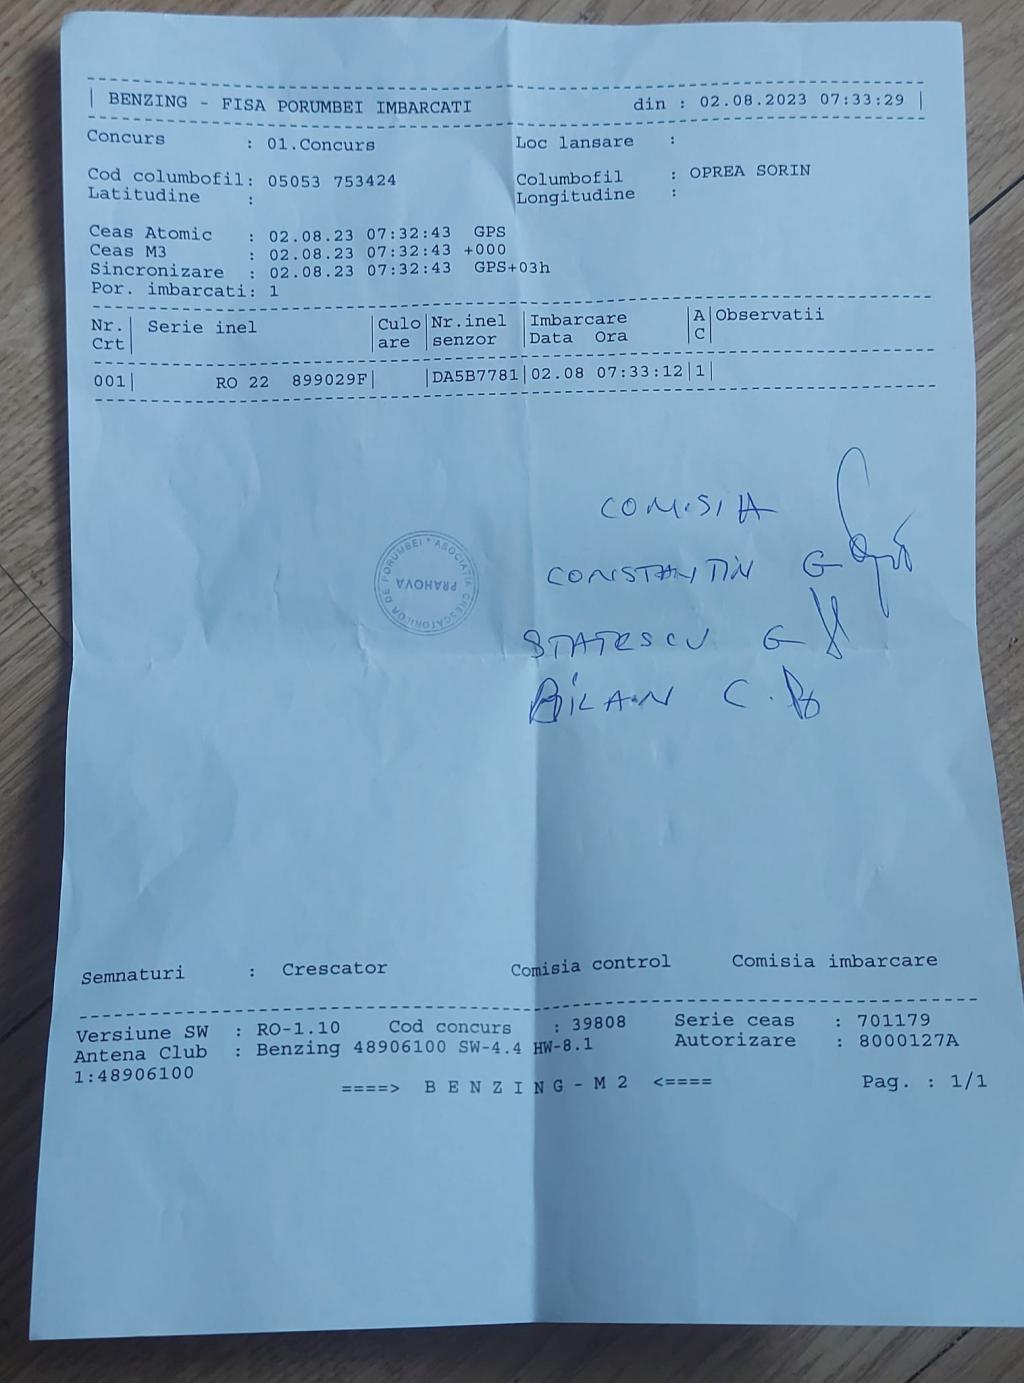 BENZING - FISA PORUMBEI IMBARCATI din : 02.08.2023 07:33:29
Concurs : 01.Concurs Loc lansare :
Cod columbofil: 05053 753424 Columbofil : OPREA SORIN
Latitudine : Longitudine :
Ceas Atomic : 02.08.23 07:32:43 GPS
Ceas M3 : 02.08.23 07:32:43 +000
Sincronizare : 02.08.23 07:32:43 GPS+03h
Por. imbarcati: 1
Nr. | Serie inel | Culo | Nr.inel | Imbarcare | A | Observatii
Crt | | are | senzor | Data Ora | C |
001| RO 22 899029F| |DA5B7781|02.08 07:33:12|1|
COMISIA
CONSTANTIN G
STATESCU G
C.
ASOCIATIA CRESCATORILOR DE PORUMBEI *
PRAHOVA
Semnaturi : Crescator Comisia control Comisia imbarcare
Versiune SW : RO-1.10 Cod concurs : 39808 Serie ceas : 701179
Antena Club : Benzing 48906100 SW-4.4 HW-8.1 Autorizare : 8000127A
1:48906100
====> B E N Z I N G - M 2 <==== Pag. : 1/1